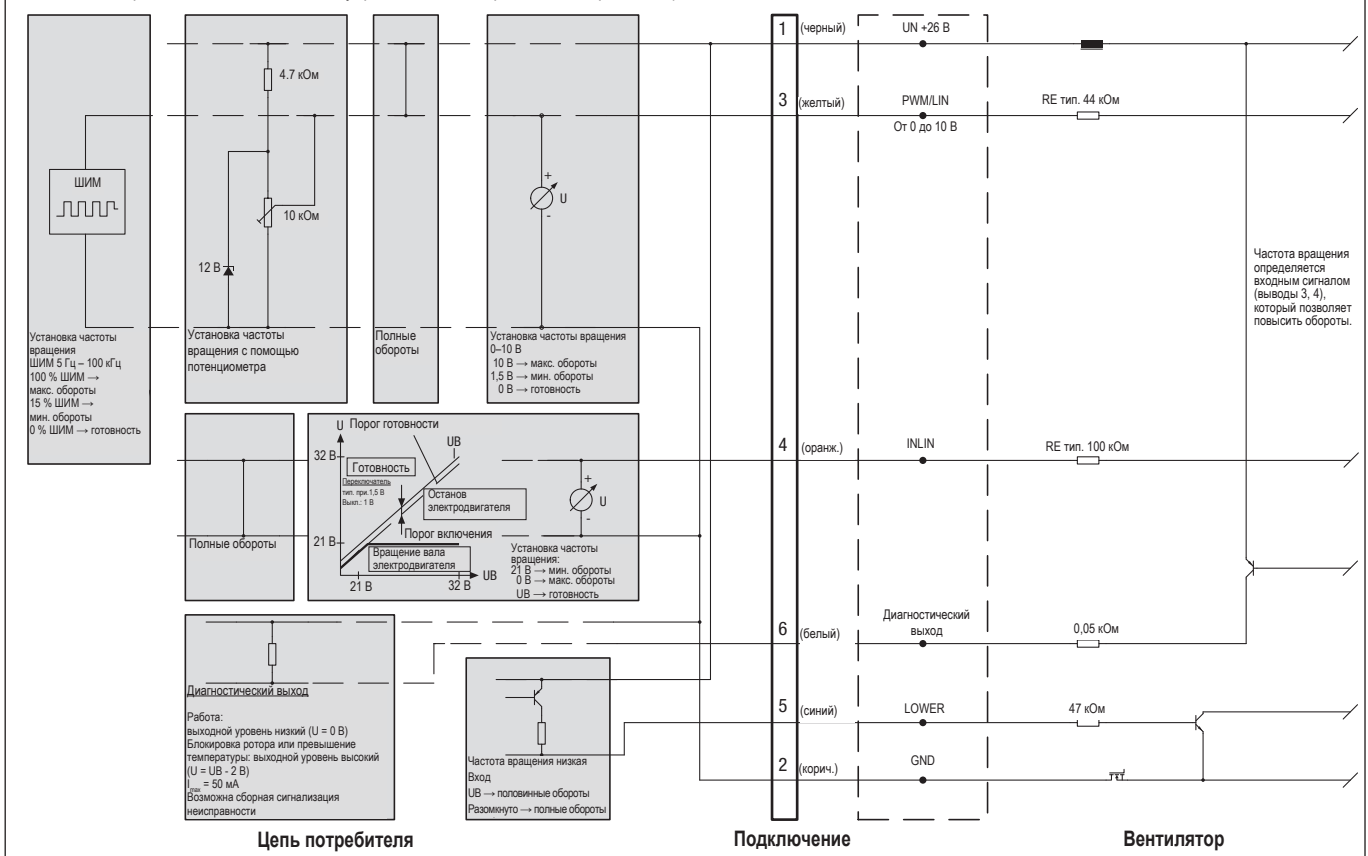 ШИМ
Установка частоты
вращения
ШИМ 5 Гц – 100 кГц
100 % ШИМ →
макс. обороты
15 % ШИМ →
мин. обороты
0 % ШИМ → готовность
4.7 кОм
10 кОм
12 В
Установка частоты
вращения с помощью
потенциометра
Полные
обороты
+
U
-
Установка частоты вращения
0–10 В
10 В → макс. обороты
1,5 В → мин. обороты
0 В → готовность
Полные обороты
U
Порог готовности
UB
32 В
Готовность
Переключатель
тип. при.1,5 В
Выкл.: 1 В
Останов
электродвигателя
Порог включения
21 В
Вращение вала
электродвигателя
21 В
32 В
UB
+
U
-
Установка частоты
вращения:
21 В → мин. обороты
0 В → макс. обороты
UB → готовность
Диагностический выход
Работа:
выходной уровень низкий (U = 0 В)
Блокировка ротора или превышение
температуры: выходной уровень высокий
(U = UB - 2 В)
Imax = 50 мА
Возможна сборная сигнализация
неисправности
Частота вращения низкая
Вход
UB → половинные обороты
Разомкнуто → полные обороты
1 (черный) UN +26 В
3 (желтый) PWM/LIN RE тип. 44 кОм
От 0 до 10 В
Частота вращения
определяется
входным сигналом
(выводы 3, 4),
который позволяет
повысить обороты.
4 (оранж.) INLIN RE тип. 100 кОм
Диагностический
6 (белый) выход 0,05 кОм
5 (синий) LOWER 47 кОм
2 (корич.) GND
Цепь потребителя Подключение Вентилятор